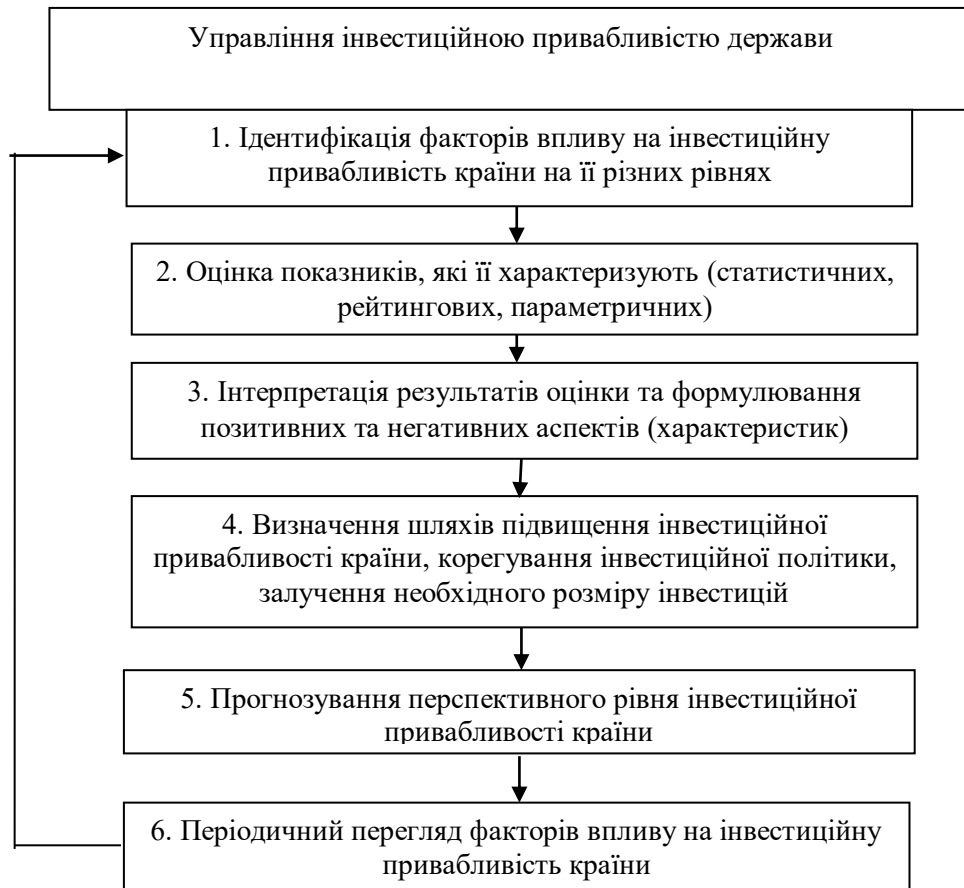 Управління інвестиційною привабливістю держави
1. Ідентифікація факторів впливу на інвестиційну
привабливість країни на її різних рівнях
2. Оцінка показників, які її характеризують (статистичних,
рейтингових, параметричних)
3. Інтерпретація результатів оцінки та формулювання
позитивних та негативних аспектів (характеристик)
4. Визначення шляхів підвищення інвестиційної
привабливості країни, корегування інвестиційної політики,
залучення необхідного розміру інвестицій
5. Прогнозування перспективного рівня інвестиційної
привабливості країни
6. Періодичний перегляд факторів впливу на інвестиційну
привабливість країни